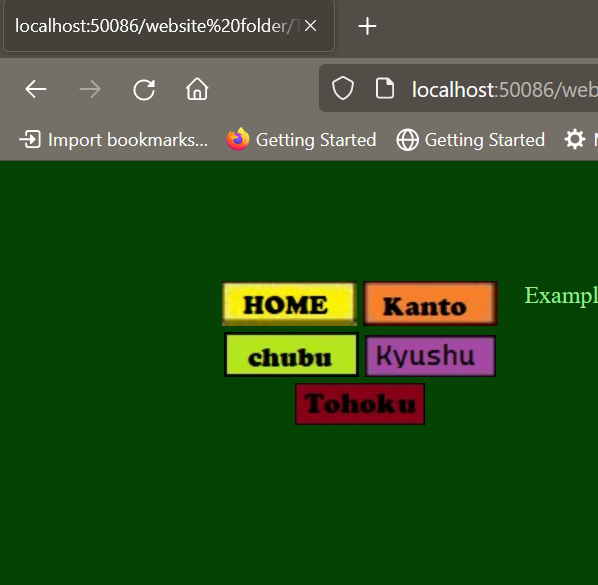 localhost:50086/website%20folder/
localhost:50086/web
Import bookmarks... Getting Started Getting Started
HOME Kanto Exampl
chubu Kyushu
Tohoku